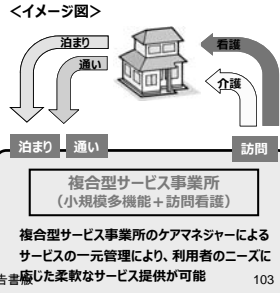 ＜イメージ図＞
泊まり
通い
看護
介護
泊まり 通い 訪問
複合型サービス事業所
（小規模多機能＋訪問看護）
複合型サービス事業所のケアマネジャーによる
サービスの一元管理により、利用者のニーズに
応じた柔軟なサービス提供が可能
告書版 103